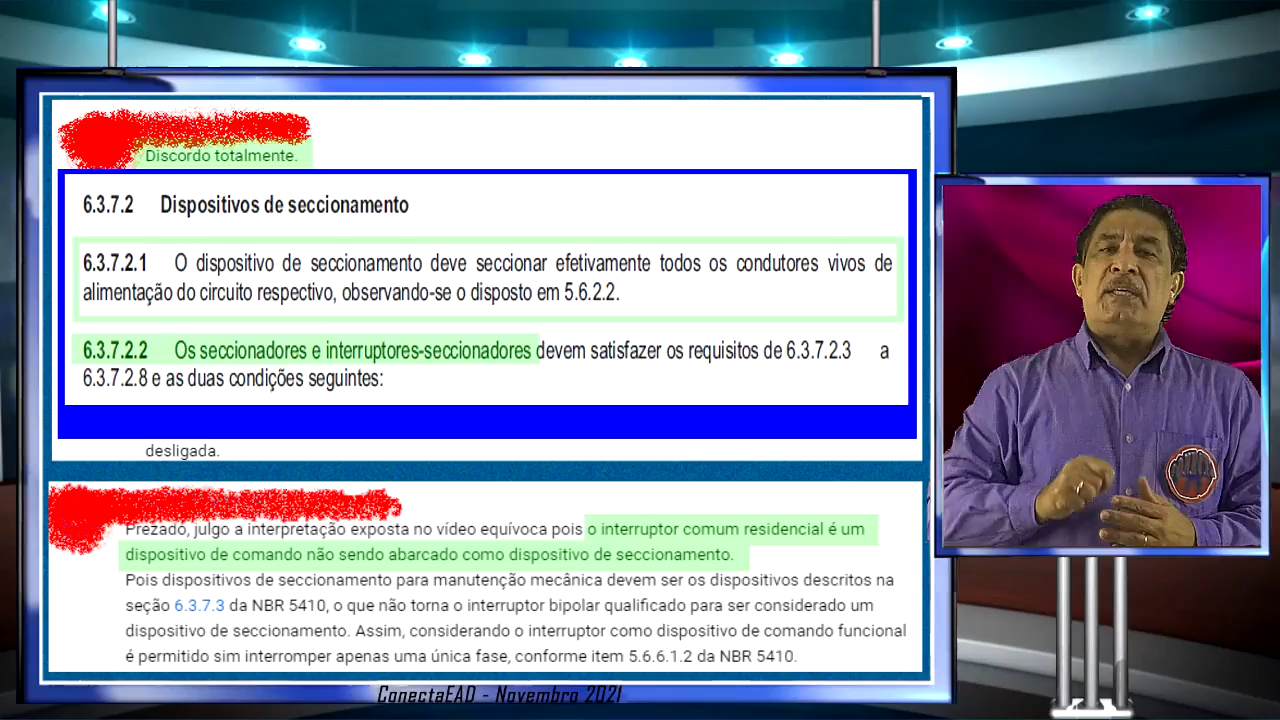 Discordo totalmente.
6.3.7.2 Dispositivos de seccionamento
6.3.7.2.1 O dispositivo de seccionamento deve seccionar efetivamente todos os condutores vivos de
alimentação do circuito respectivo, observando-se o disposto em 5.6.2.2.
6.3.7.2.2 Os seccionadores e interruptores-seccionadores devem satisfazer os requisitos de 6.3.7.2.3 a
6.3.7.2.8 e as duas condições seguintes:
desligada.
Prezado, julgo a interpretação exposta no vídeo equívoca pois o interruptor comum residencial é um
dispositivo de comando não sendo abarcado como dispositivo de seccionamento.
Pois dispositivos de seccionamento para manutenção mecânica devem ser os dispositivos descritos na
seção 6.3.7.3 da NBR 5410, o que não torna o interruptor bipolar qualificado para ser considerado um
dispositivo de seccionamento. Assim, considerando o interruptor como dispositivo de comando funcional
é permitido sim interromper apenas uma única fase, conforme item 5.6.6.1.2 da NBR 5410.
ConectaEAD - Novembro 2021